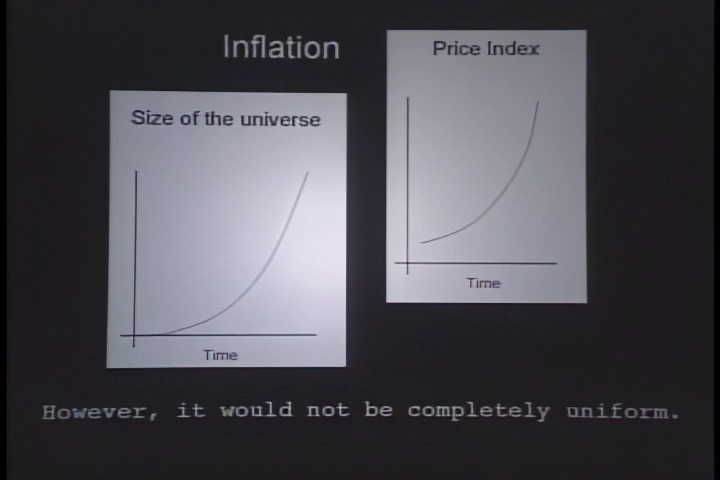 Inflation
Price Index
Size of the universe
Time
Time
However, it would not be completely uniform.